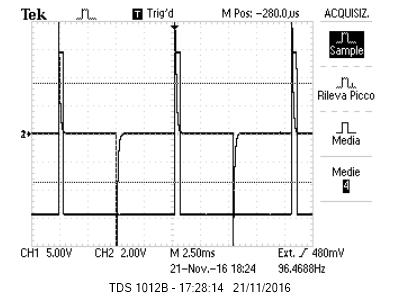 Tek T Trig'd M Pos: -280.0us ACQUISIZ.
Sample
Rileva Picco
2
Media
Medie
4
CH1 5.00V CH2 2.00V M 2.50ms Ext. 480mV
21-Nov.-16 18:24 96.4688Hz
TDS 1012B - 17:28:14 21/11/2016